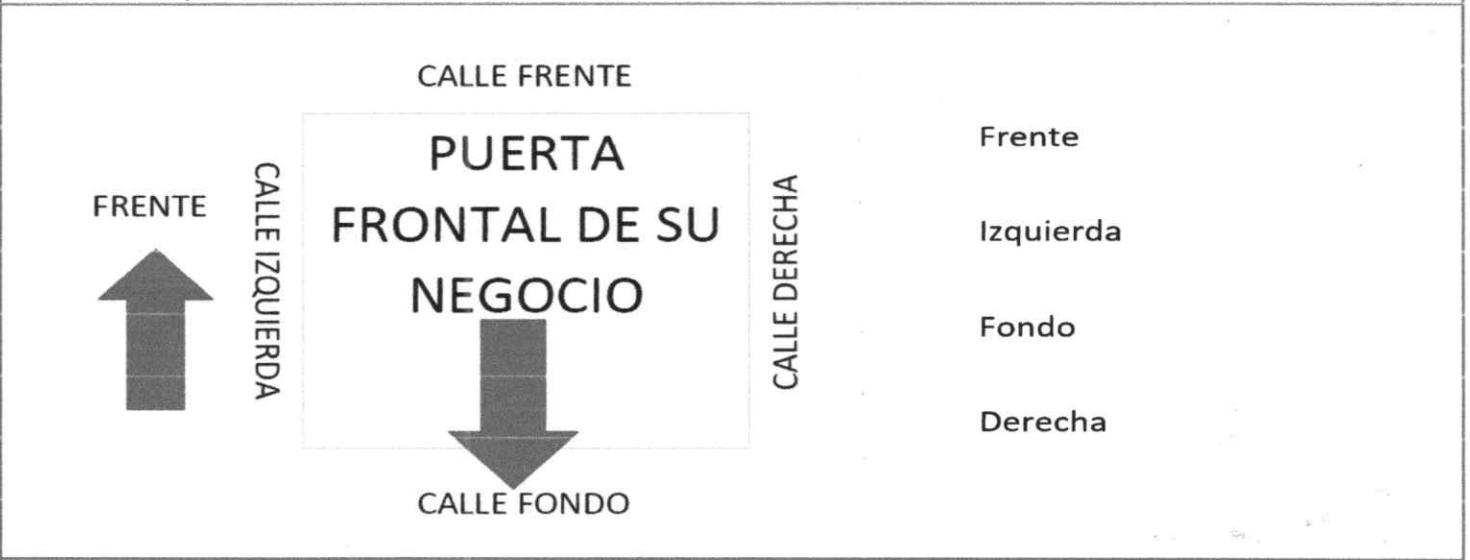 CALLE FRENTE
FRENTE
CALLE IZQUIERDA
PUERTA
FRONTAL DE SU
NEGOCIO
CALLE DERECHA
CALLE FONDO
Frente
Izquierda
Fondo
Derecha